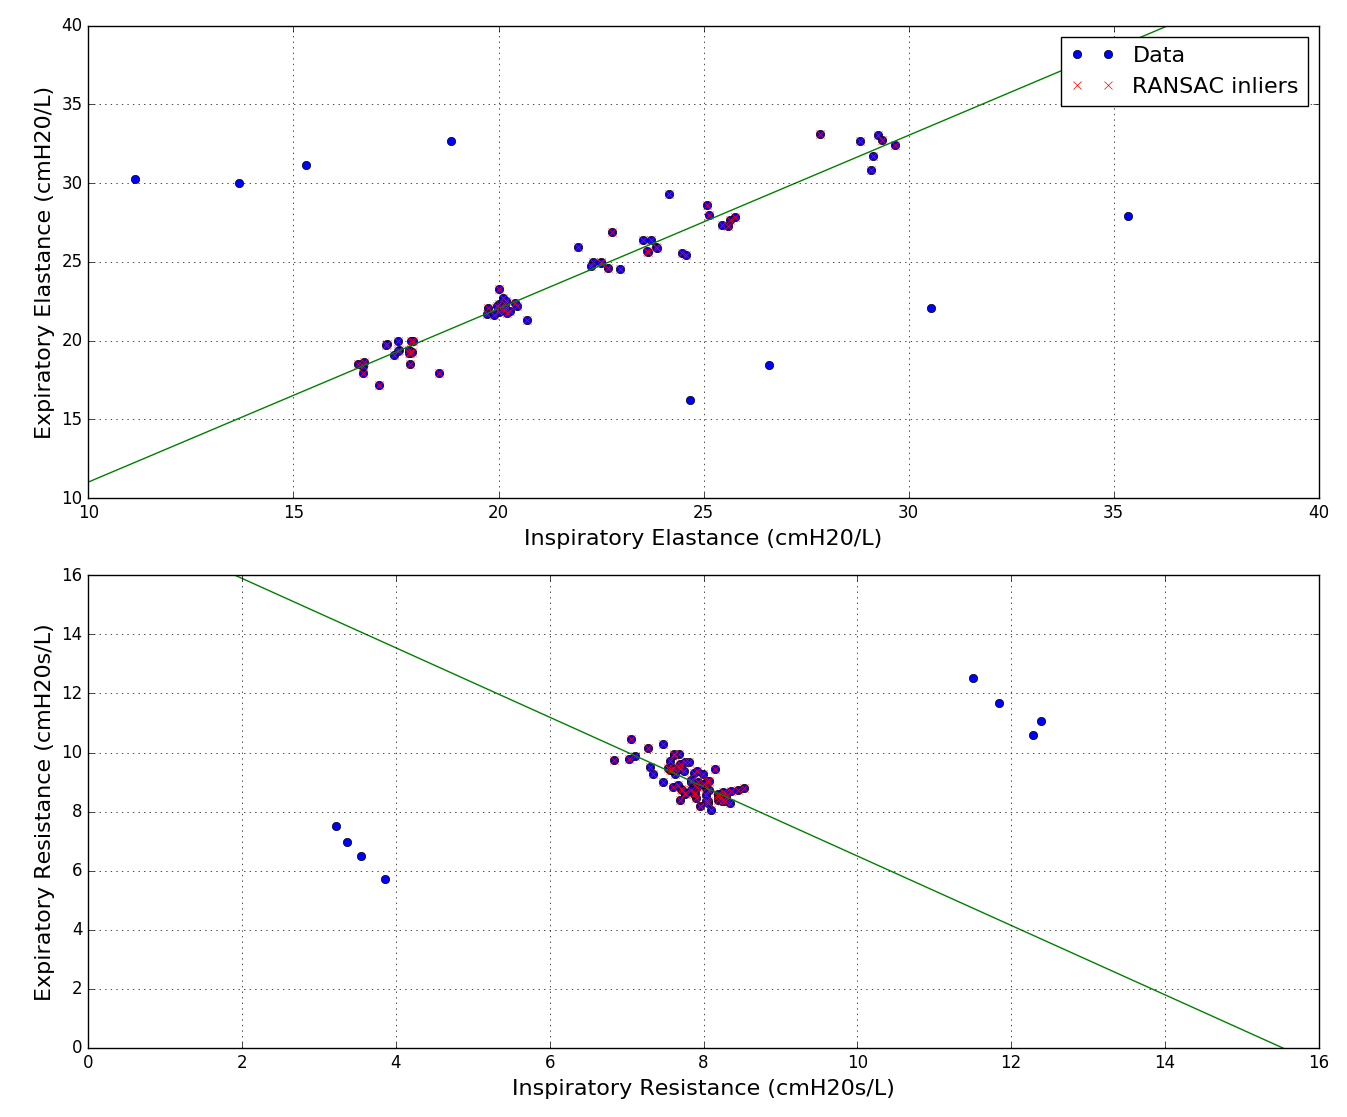 40
35
30
25
20
15
10
Expiratory Elastance (cmH20/L)
Data
RANSAC inliers
10 15 20 25 30 35 40
Inspiratory Elastance (cmH20/L)
16
14
12
10
8
6
4
2
0
Expiratory Resistance (cmH20s/L)
0 2 4 6 8 10 12 14 16
Inspiratory Resistance (cmH20s/L)